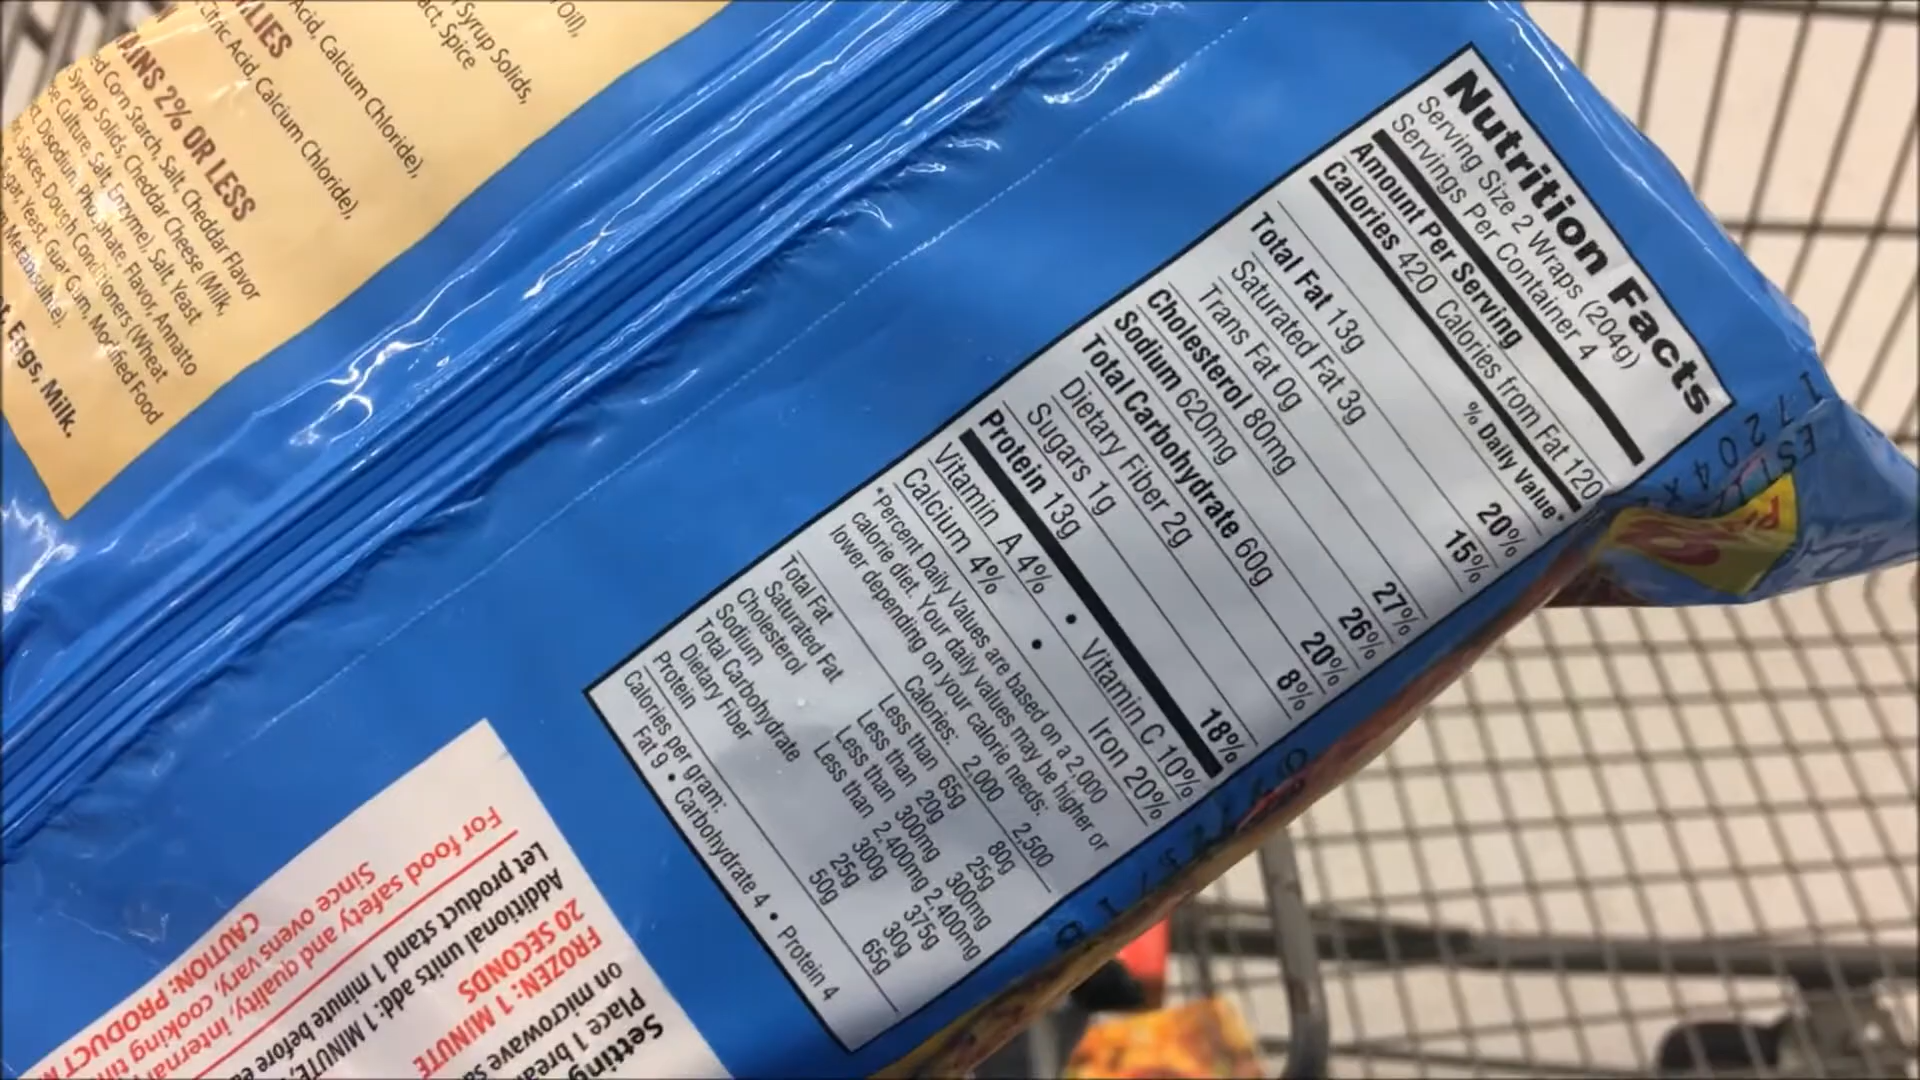 Nutrition Facts
Serving Size 2 Wraps (204g)
Servings Per Container 4
Amount Per Serving
Calories 420 Calories from Fat 120
% Daily Value*
Total Fat 13g 20%
Saturated Fat 3g 15%
Trans Fat 0g
Cholesterol 80mg 27%
Sodium 620mg 26%
Total Carbohydrate 60g 20%
Dietary Fiber 2g 8%
Sugars 1g
Protein 13g 18%
Vitamin A 4% • Vitamin C 10%
Calcium 4% • Iron 20%
*Percent Daily Values are based on a 2,000
calorie diet. Your daily values may be higher or
lower depending on your calorie needs:
Calories: 2,000 2,500
Total Fat Less than 65g 80g
Saturated Fat Less than 20g 25g
Cholesterol Less than 300mg 300mg
Sodium Less than 2,400mg 2,400mg
Total Carbohydrate 300g 375g
Dietary Fiber 25g 30g
Protein 50g 65g
Calories per gram:
Fat 9 • Carbohydrate 4 • Protein 4
Oil),
Syrup Solids,
Spice
Acid, Calcium Chloride),
Citric Acid, Calcium Chloride),
2% OR LESS
Corn Starch, Salt, Cheddar Flavor
Syrup Solids, Cheddar Cheese (Milk,
Culture, Salt, Enzyme), Salt, Yeast
Disodium Phosphate, Flavor, Annatto
Spices, Dough Conditioners (Wheat
Sugar, Yeast, Guar Gum, Modified Food
Metabisulfite).
Eggs, Milk.
Setting
Place 1
on microwave
FROZEN: 1 MINUTE
20 SECONDS
Additional units add: 1 MINUTE,
Let product stand 1 minute before
For food safety and quality,
Since ovens vary, cooking
CAUTION: PRODUCT